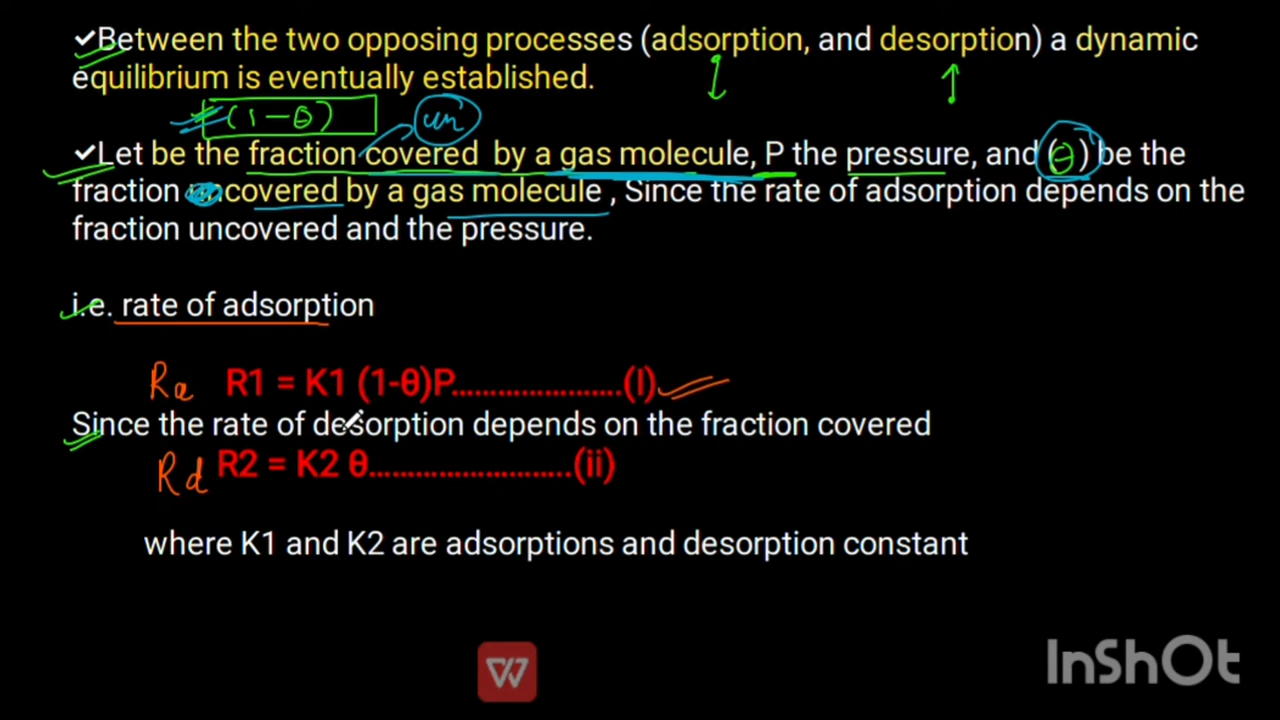 ✓Between the two opposing processes (adsorption, and desorption) a dynamic
equilibrium is eventually established.
(1-θ) un
✓Let be the fraction covered by a gas molecule, P the pressure, and (θ) be the
fraction uncovered by a gas molecule , Since the rate of adsorption depends on the
fraction uncovered and the pressure.
i.e. rate of adsorption
Ra R1 = K1 (1-θ)P........................(I)
Since the rate of desorption depends on the fraction covered
Rd R2 = K2 θ............................(ii)
where K1 and K2 are adsorptions and desorption constant
W
InShOt